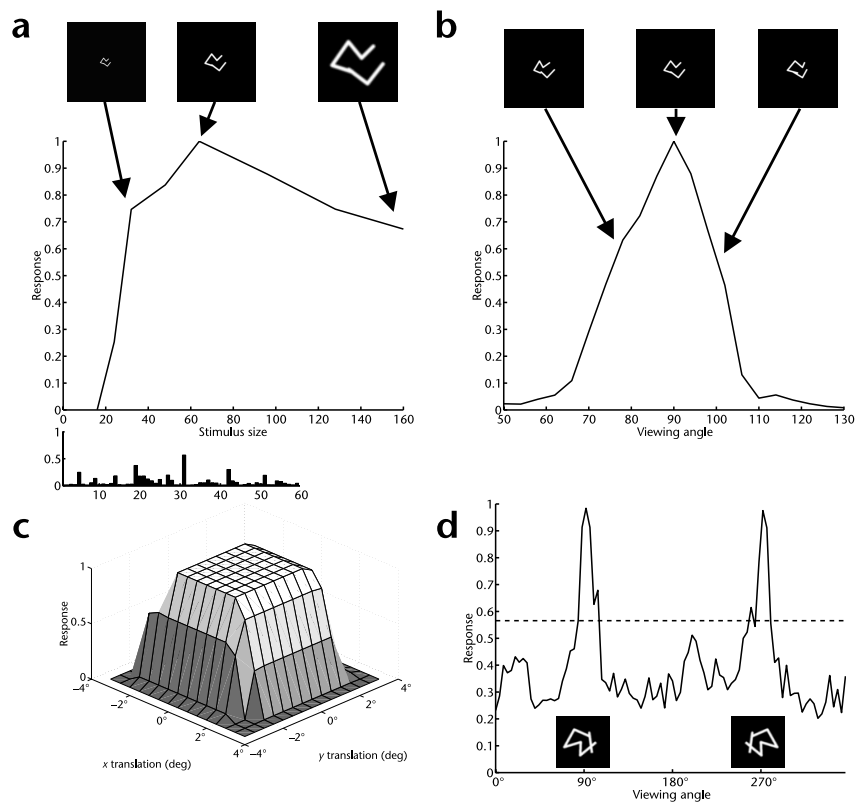 a
b
1
0.9
0.8
0.7
0.6
0.5
0.4
0.3
0.2
0.1
0
Response
0 20 40 60 80 100 120 140 160
Stimulus size
1
0.9
0.8
0.7
0.6
0.5
0.4
0.3
0.2
0.1
0
Response
50 60 70 80 90 100 110 120 130
Viewing angle
1
0.5
0
10 20 30 40 50 60
c
1
0.5
0
Response
−4° −2° 0° 2° 4°
x translation (deg)
−4° −2° 0° 2° 4°
y translation (deg)
d
1
0.9
0.8
0.7
0.6
0.5
0.4
0.3
0.2
0.1
0
Response
0° 90° 180° 270°
Viewing angle